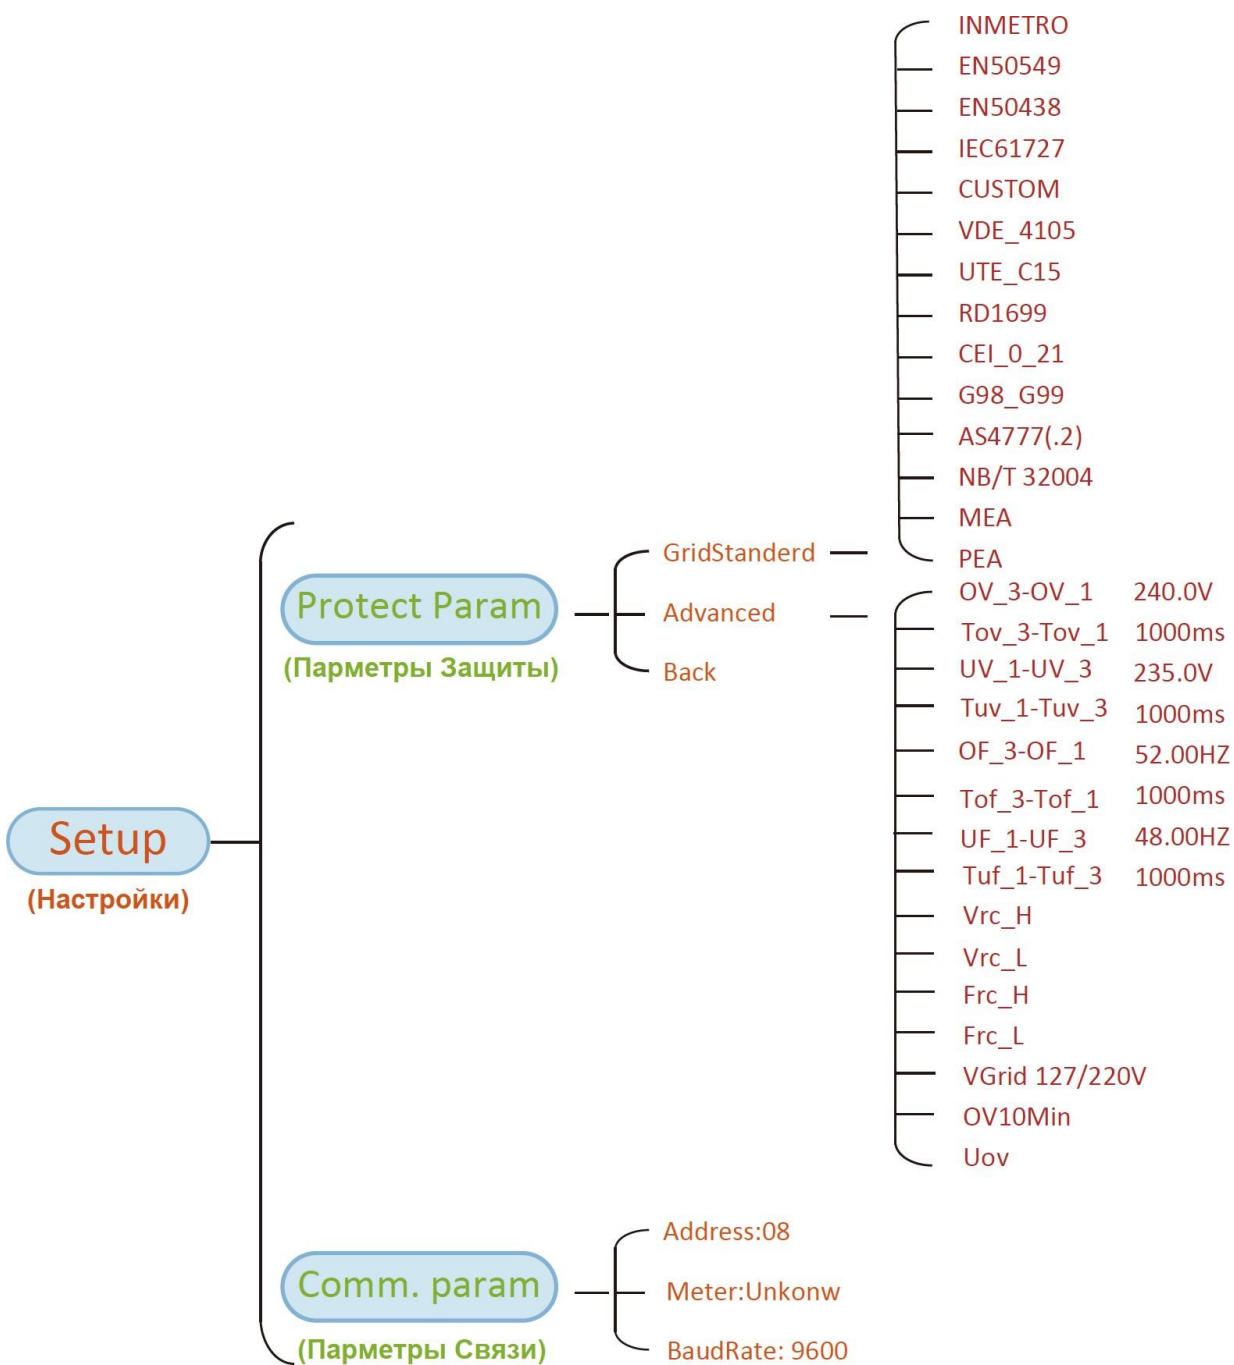 Setup
(Настройки)
Protect Param
(Парметры Защиты)
GridStanderd
Advanced
Back
INMETRO
EN50549
EN50438
IEC61727
CUSTOM
VDE_4105
UTE_C15
RD1699
CEI_0_21
G98_G99
AS4777(.2)
NB/T 32004
MEA
PEA
OV_3-OV_1 240.0V
Tov_3-Tov_1 1000ms
UV_1-UV_3 235.0V
Tuv_1-Tuv_3 1000ms
OF_3-OF_1 52.00HZ
Tof_3-Tof_1 1000ms
UF_1-UF_3 48.00HZ
Tuf_1-Tuf_3 1000ms
Vrc_H
Vrc_L
Frc_H
Frc_L
VGrid 127/220V
OV10Min
Uov
Comm. param
(Парметры Связи)
Address:08
Meter:Unkonw
BaudRate: 9600